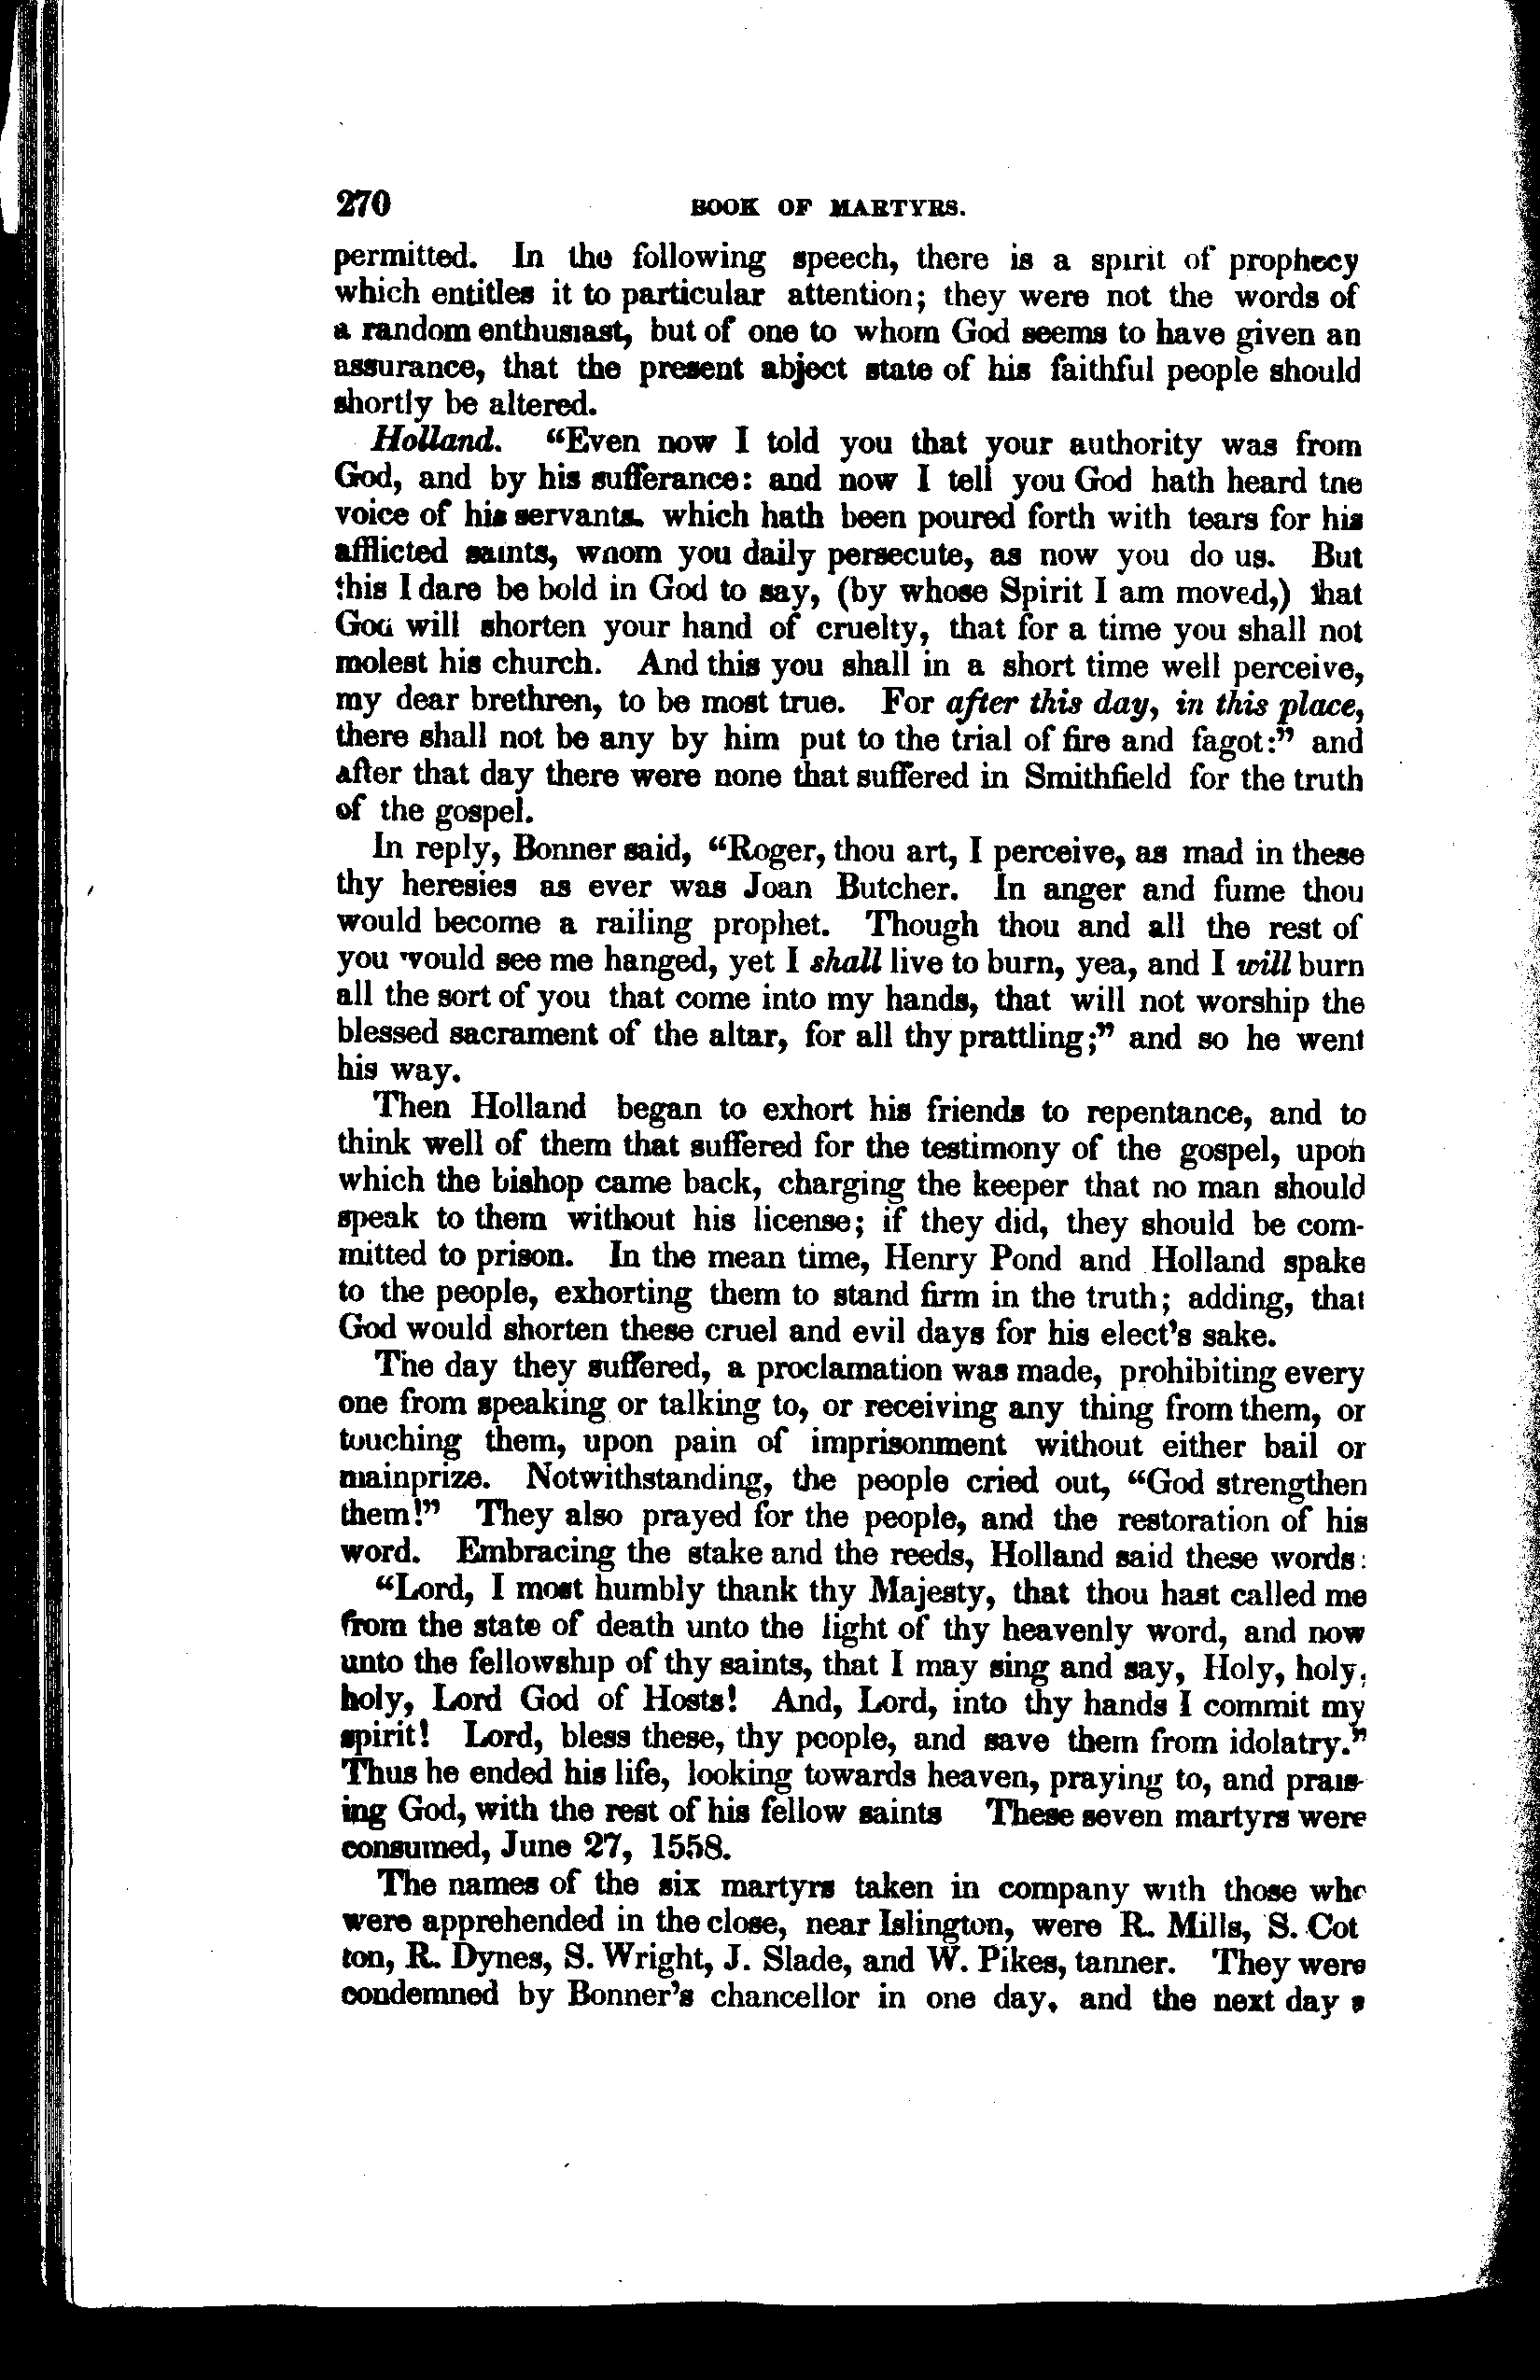 270 BOOK OF MARTYRS.
permitted. In the following speech, there is a spirit of prophecy
which entitles it to particular attention; they were not the words of
a random enthusiast, but of one to whom God seems to have given an
assurance, that the present abject state of his faithful people should
shortly be altered.
Holland. “Even now I told you that your authority was from
God, and by his sufferance: and now I tell you God hath heard the
voice of his servants. which hath been poured forth with tears for his
afflicted saints, whom you daily persecute, as now you do us. But
this I dare be bold in God to say, (by whose Spirit I am moved,) that
God will shorten your hand of cruelty, that for a time you shall not
molest his church. And this you shall in a short time well perceive,
my dear brethren, to be most true. For after this day, in this place,
there shall not be any by him put to the trial of fire and fagot:” and
after that day there were none that suffered in Smithfield for the truth
of the gospel.
In reply, Bonner said, “Roger, thou art, I perceive, as mad in these
thy heresies as ever was Joan Butcher. In anger and fume thou
would become a railing prophet. Though thou and all the rest of
you would see me hanged, yet I shall live to burn, yea, and I will burn
all the sort of you that come into my hands, that will not worship the
blessed sacrament of the altar, for all thy prattling;” and so he went
his way.
Then Holland began to exhort his friends to repentance, and to
think well of them that suffered for the testimony of the gospel, upon
which the bishop came back, charging the keeper that no man should
speak to them without his license; if they did, they should be com-
mitted to prison. In the mean time, Henry Pond and Holland spake
to the people, exhorting them to stand firm in the truth; adding, that
God would shorten these cruel and evil days for his elect's sake.
The day they suffered, a proclamation was made, prohibiting every
one from speaking or talking to, or receiving any thing from them, or
touching them, upon pain of imprisonment without either bail or
mainprize. Notwithstanding, the people cried out, “God strengthen
them!” They also prayed for the people, and the restoration of his
word. Embracing the stake and the reeds, Holland said these words:
“Lord, I most humbly thank thy Majesty, that thou hast called me
from the state of death unto the light of thy heavenly word, and now
unto the fellowship of thy saints, that I may sing and say, Holy, holy,
holy, Lord God of Hosts! And, Lord, into thy hands I commit my
spirit! Lord, bless these, thy people, and save them from idolatry.”
Thus he ended his life, looking towards heaven, praying to, and prais-
ing God, with the rest of his fellow saints These seven martyrs were
consumed, June 27, 1558.
The names of the six martyrs taken in company with those who
were apprehended in the close, near Islington, were R. Mills, S. Cot
ton, R. Dynes, S. Wright, J. Slade, and W. Pikes, tanner. They were
condemned by Bonner's chancellor in one day, and the next day